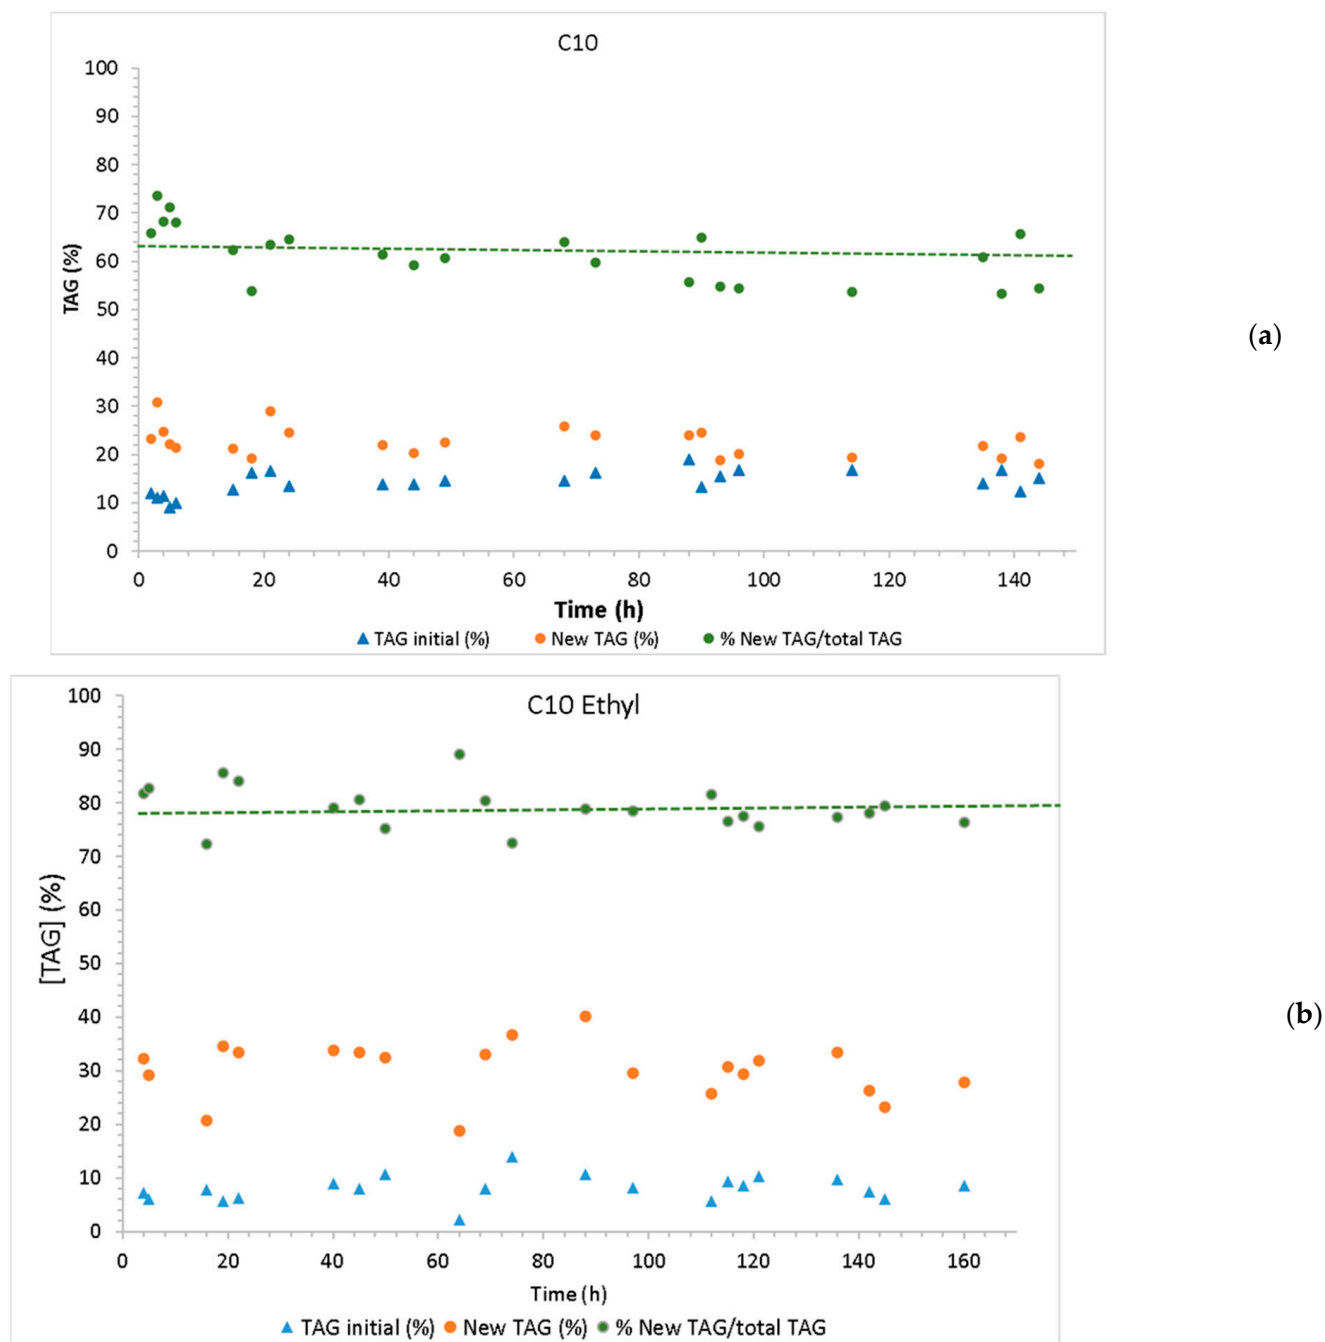 C10
100
90
80
70
60
50
40
30
20
10
0
TAG (%)
0 20 40 60 80 100 120 140
Time (h)
TAG initial (%) New TAG (%) % New TAG/total TAG
(a)
C10 Ethyl
100
90
80
70
60
50
40
30
20
10
0
[TAG] (%)
0 20 40 60 80 100 120 140 160
Time (h)
TAG initial (%) New TAG (%) % New TAG/total TAG
(b)